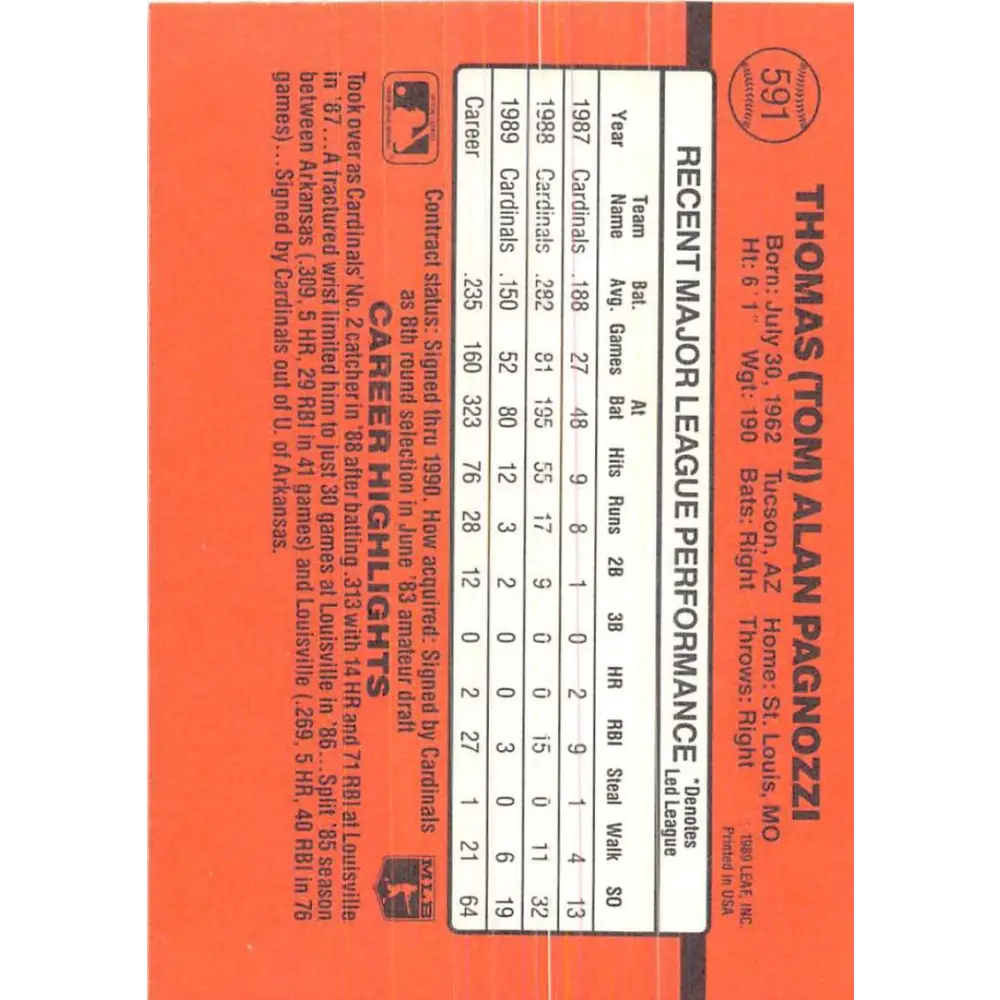 591
THOMAS (TOM) ALAN PAGNOZZI
Born: July 30, 1962 Tucson, AZ Home: St. Louis, MO
Ht: 6' 1" Wgt: 190 Bats: Right Throws: Right
1989 LEAF, INC.
Printed in USA
RECENT MAJOR LEAGUE PERFORMANCE
*Denotes
Led League
Year Team Name Bat. Avg. Games At Bat Hits Runs 2B 3B HR RBI Steal Walk SO
1987 Cardinals .188 27 48 9 8 1 0 2 9 1 4 13
1988 Cardinals .282 81 195 55 17 9 0 0 15 0 11 32
1989 Cardinals .150 52 80 12 3 2 0 0 3 0 6 19
Career .235 160 323 76 28 12 0 2 27 1 21 64
Contract status: Signed thru 1990, How acquired: Signed by Cardinals
as 8th round selection in June '83 amateur draft
MLB
CAREER HIGHLIGHTS
Took over as Cardinals' No. 2 catcher in '88 after batting .313 with 14 HR and 71 RBI at Louisville
in '87...A fractured wrist limited him to just 30 games at Louisville in '86...Split '85 season
between Arkansas (.309, 5 HR, 29 RBI in 41 games) and Louisville (.269, 5 HR, 40 RBI in 76
games)...Signed by Cardinals out of U. of Arkansas.